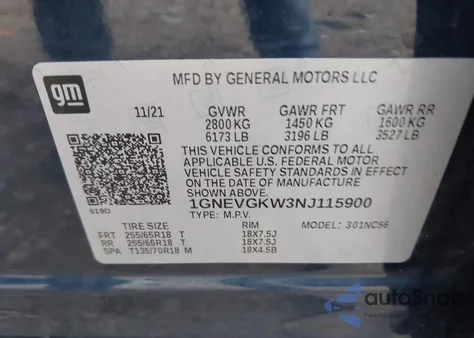 gm
MFD BY GENERAL MOTORS LLC
11/21 GVWR GAWR FRT GAWR RR
2800 KG 1450 KG 1600 KG
6173 LB 3196 LB 3527 LB
THIS VEHICLE CONFORMS TO ALL
APPLICABLE U.S. FEDERAL MOTOR
VEHICLE SAFETY STANDARDS IN EFFECT
ON THE DATE OF MANUFACTURE
SHOWN ABOVE.
1GNEVGKW3NJ115900
619D TYPE: M.P.V.
TIRE SIZE RIM MODEL: 301NC56
FRT 255/65R18 T 18X7.5J
RR 255/65R18 T 18X7.5J
SPA T135/70R18 M 18X4.5B
autoSnap